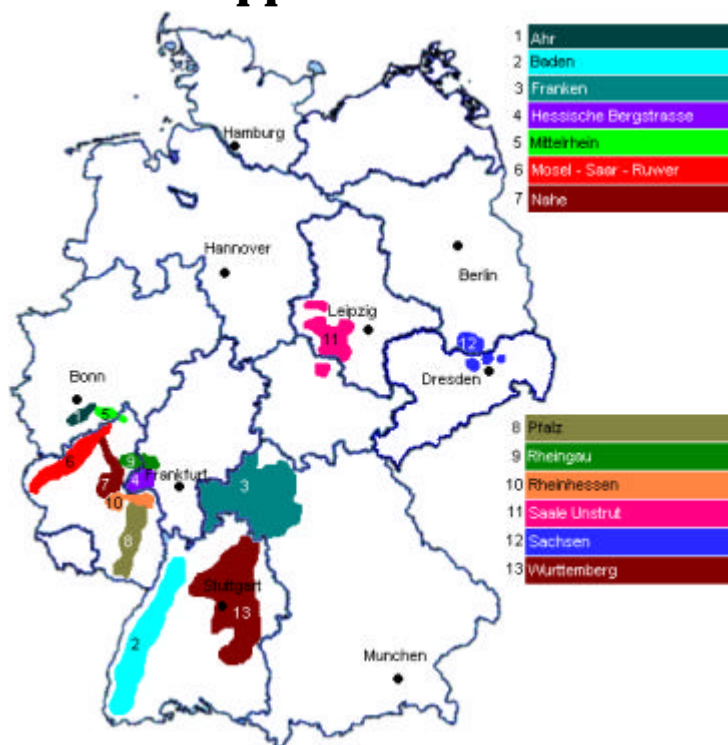 pp
1 Ahr
2 Baden
3 Franken
4 Hessische Bergstrasse
5 Mittelrhein
6 Mosel - Saar - Ruwer
7 Nahe
Hamburg
Hannover
Berlin
Leipzig
11
12
Dresden
Bonn
1
5
6
9
7
4
Frankfurt
10
3
8
8 Pfalz
9 Rheingau
10 Rheinhessen
11 Saale Unstrut
12 Sachsen
13 Wurttemberg
Stuttgart
13
2
Munchen